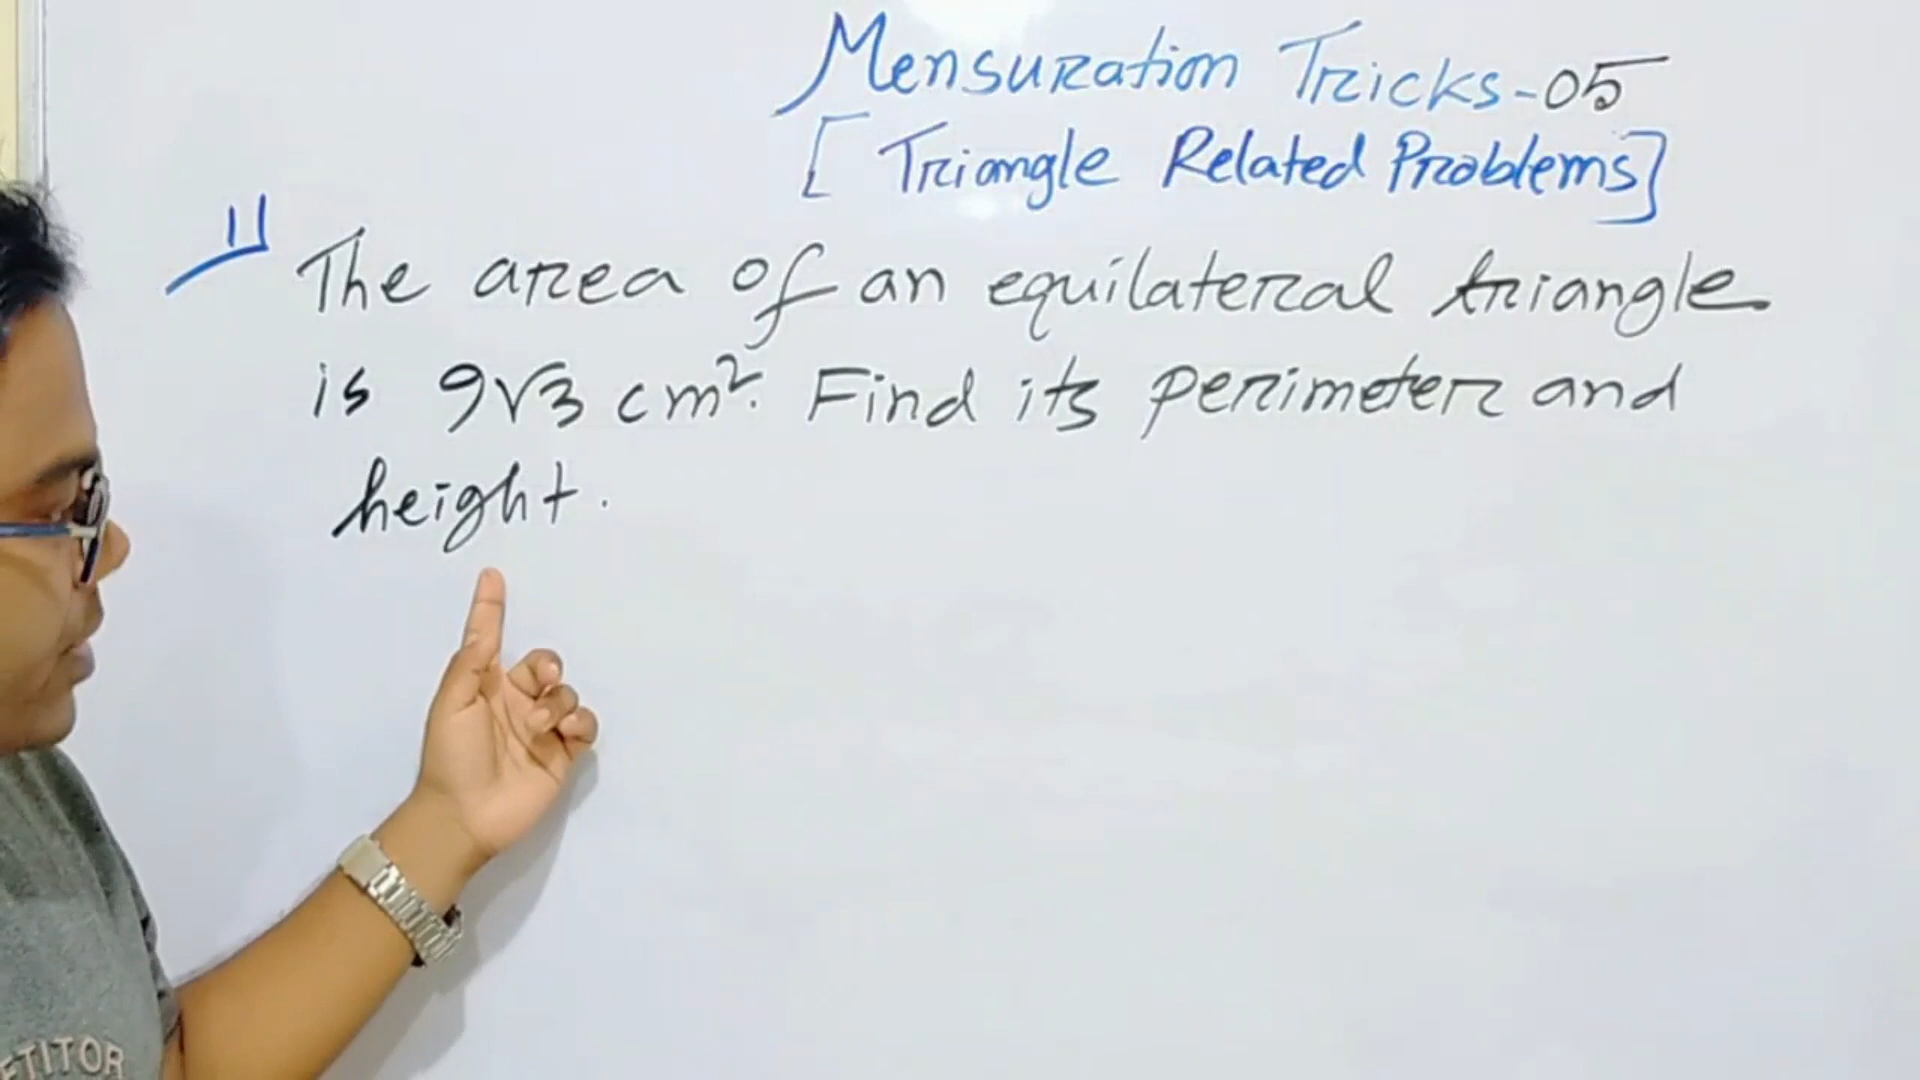 Mensuration Tricks-05
[Triangle Related Problems]
1) The area of an equilateral triangle
is 9√3 cm². Find its perimeter and
height.
ETITOR